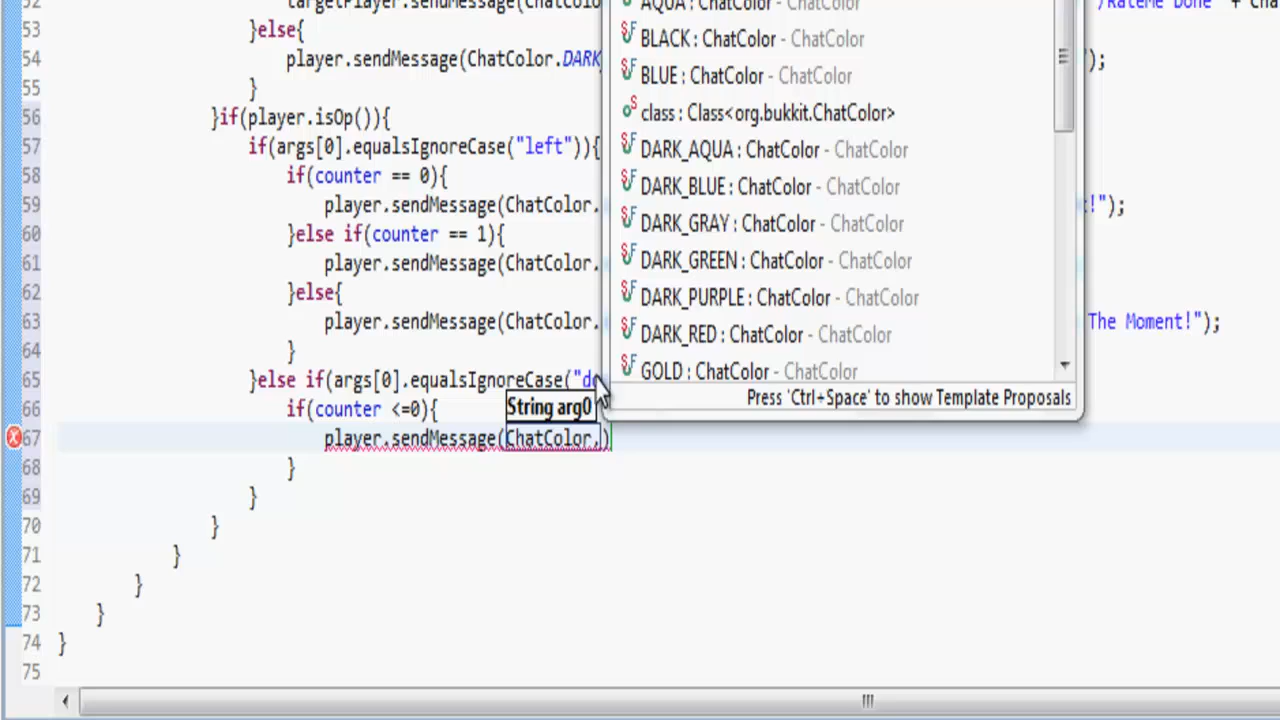 52 targetPlayer.sendMessage(ChatColo )RateMe Done" + Cha
53 }else{
54 player.sendMessage(ChatColor.DARK );
55 }
56 }if(player.isOp()){
57 if(args[0].equalsIgnoreCase("left")){
58 if(counter == 0){
59 player.sendMessage(ChatColor. !");
60 }else if(counter == 1){
61 player.sendMessage(ChatColor.
62 }else{
63 player.sendMessage(ChatColor. The Moment!");
64 }
65 }else if(args[0].equalsIgnoreCase("do
66 if(counter <=0){
67 player.sendMessage(ChatColor.)
68 }
69 }
70 }
71 }
72 }
73 }
74 }
75
String arg0
AQUA : ChatColor - ChatColor
BLACK : ChatColor - ChatColor
BLUE : ChatColor - ChatColor
class : Class<org.bukkit.ChatColor>
DARK_AQUA : ChatColor - ChatColor
DARK_BLUE : ChatColor - ChatColor
DARK_GRAY : ChatColor - ChatColor
DARK_GREEN : ChatColor - ChatColor
DARK_PURPLE : ChatColor - ChatColor
DARK_RED : ChatColor - ChatColor
GOLD : ChatColor - ChatColor
Press 'Ctrl+Space' to show Template Proposals